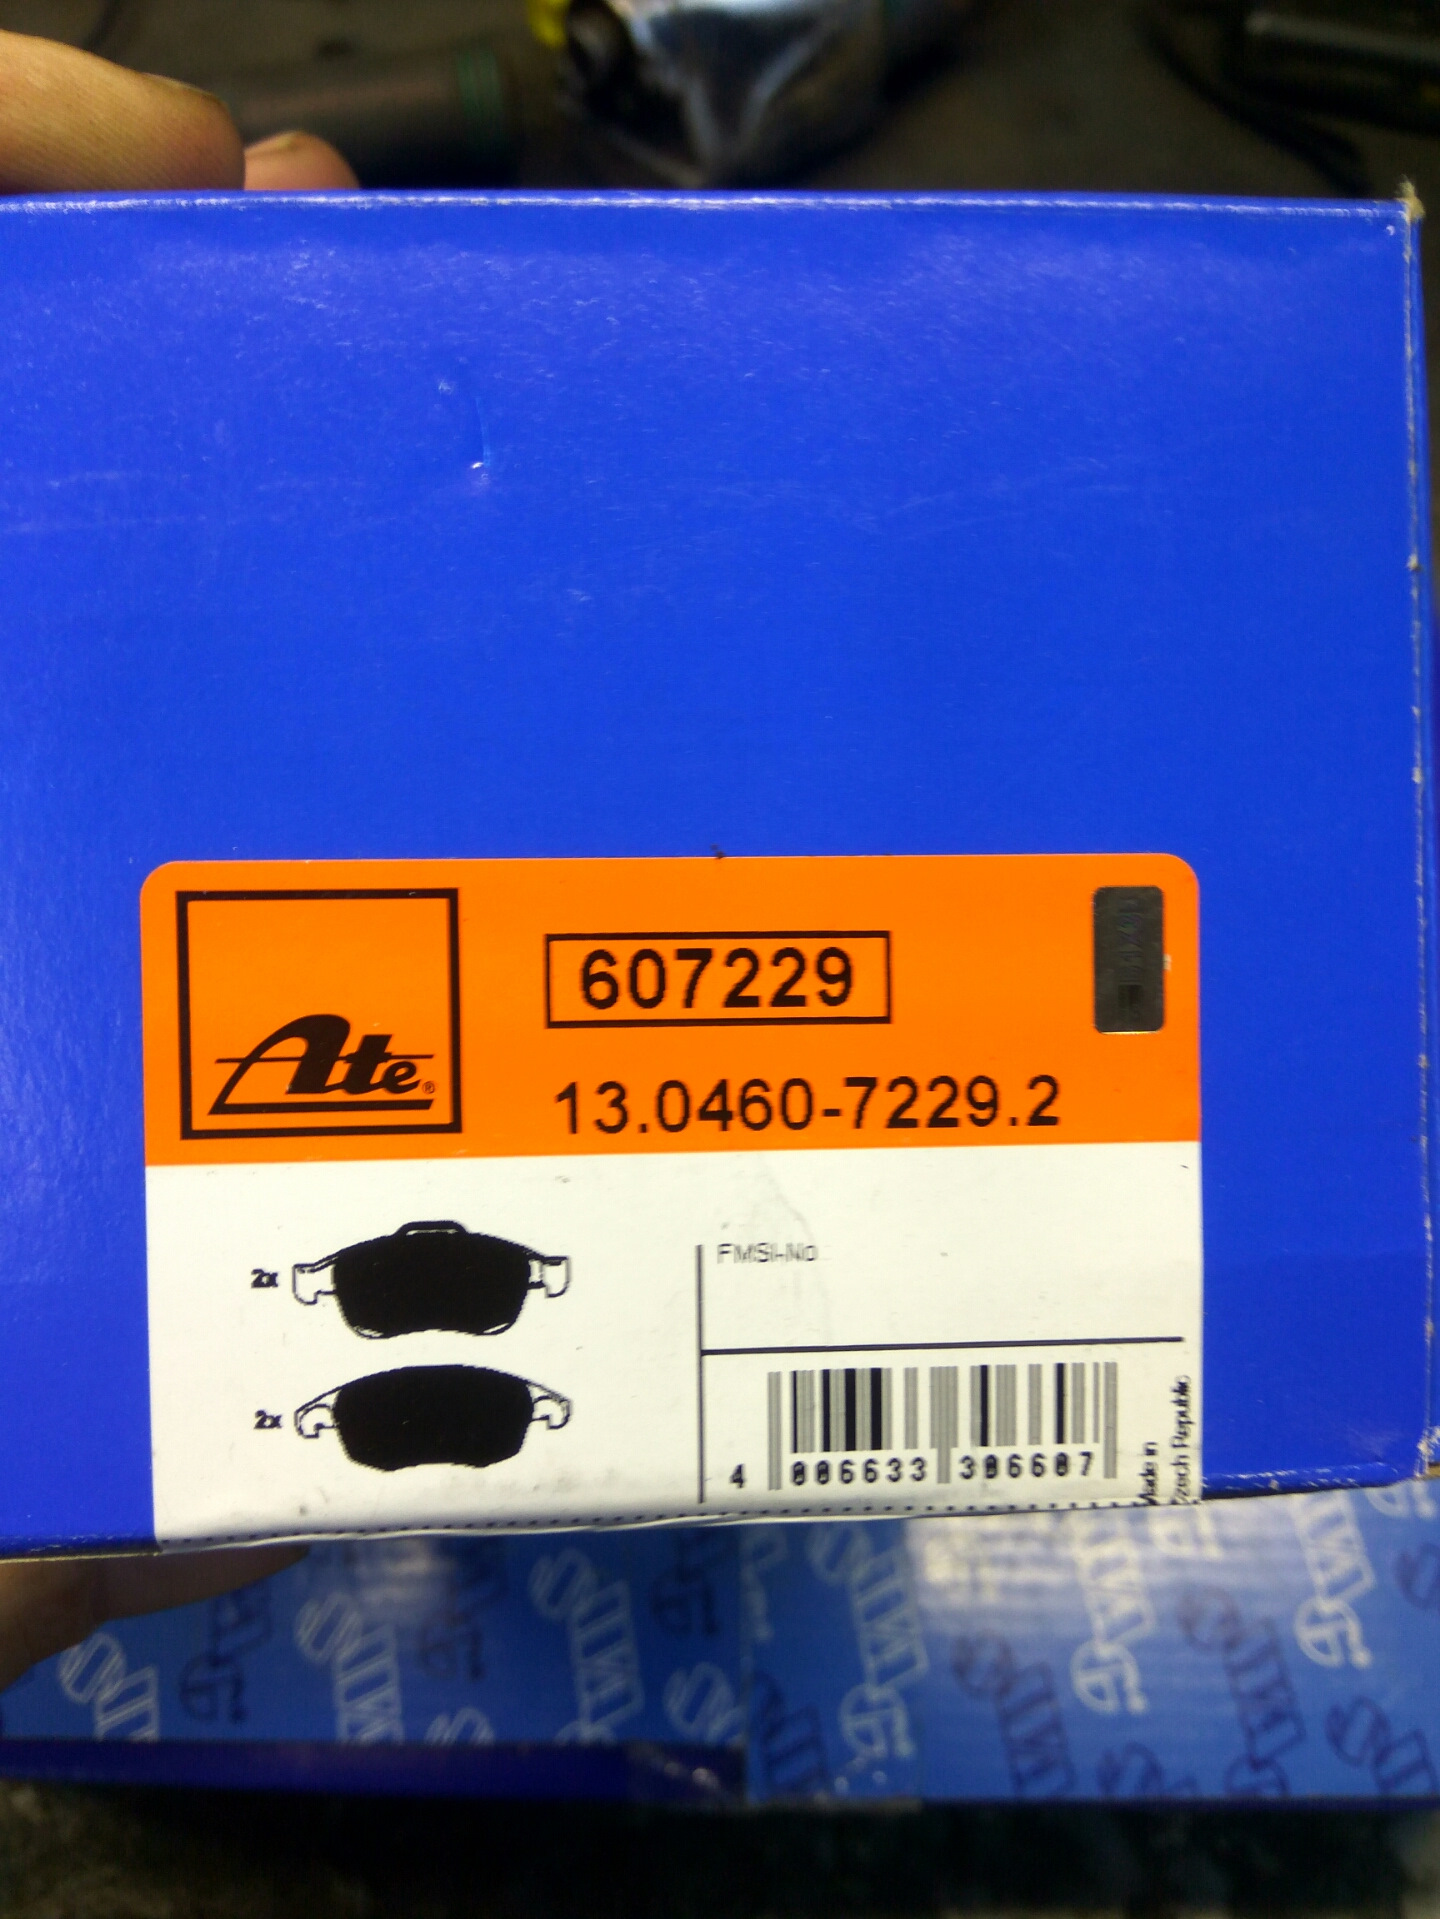 Ate®
607229
13.0460-7229.2
2x
2x
FMSI-No
4 006633 306607
Made in
Czech Republic